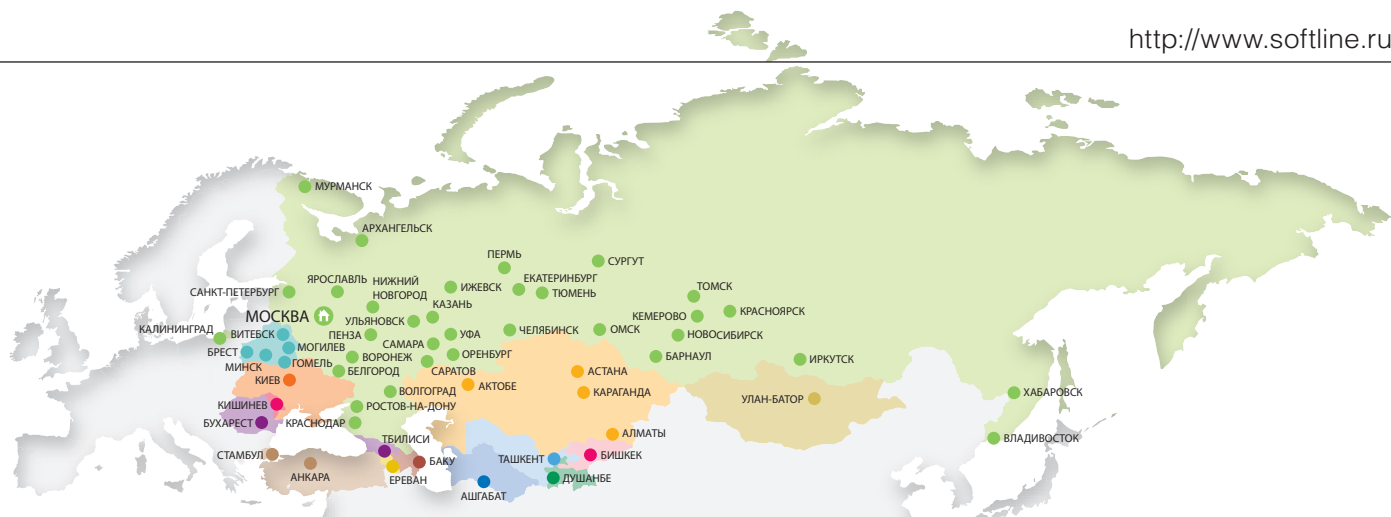 http://www.softline.ru
МУРМАНСК
АРХАНГЕЛЬСК
ПЕРМЬ
СУРГУТ
ЯРОСЛАВЛЬ
НИЖНИЙ
НОВГОРОД
ИЖЕВСК
ЕКАТЕРИНБУРГ
ТЮМЕНЬ
ТОМСК
САНКТ-ПЕТЕРБУРГ
КАЗАНЬ
МОСКВА
УЛЬЯНОВСК
КЕМЕРОВО
КРАСНОЯРСК
КАЛИНИНГРАД
ВИТЕБСК
ПЕНЗА
УФА
ЧЕЛЯБИНСК
ОМСК
НОВОСИБИРСК
МОГИЛЕВ
САМАРА
БРЕСТ
ВОРОНЕЖ
ОРЕНБУРГ
БАРНАУЛ
ИРКУТСК
МИНСК
ГОМЕЛЬ
БЕЛГОРОД
САРАТОВ
АСТАНА
КИЕВ
АКТОБЕ
ВОЛГОГРАД
КАРАГАНДА
УЛАН-БАТОР
ХАБАРОВСК
КИШИНЕВ
РОСТОВ-НА-ДОНУ
БУХАРЕСТ
КРАСНОДАР
АЛМАТЫ
ВЛАДИВОСТОК
ТБИЛИСИ
СТАМБУЛ
БАКУ
ТАШКЕНТ
БИШКЕК
АНКАРА
ЕРЕВАН
ДУШАНБЕ
АШГАБАТ